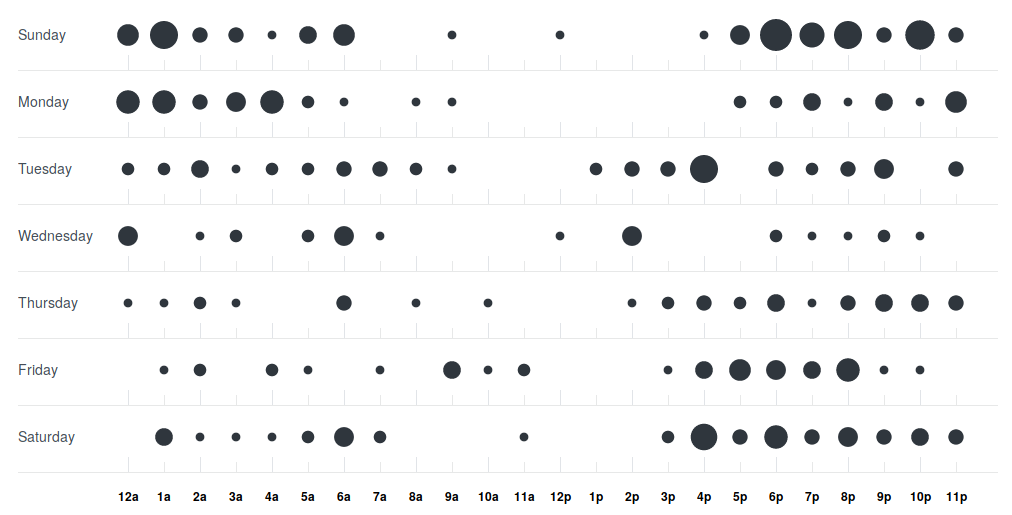 Sunday
Monday
Tuesday
Wednesday
Thursday
Friday
Saturday
12a 1a 2a 3a 4a 5a 6a 7a 8a 9a 10a 11a 12p 1p 2p 3p 4p 5p 6p 7p 8p 9p 10p 11p